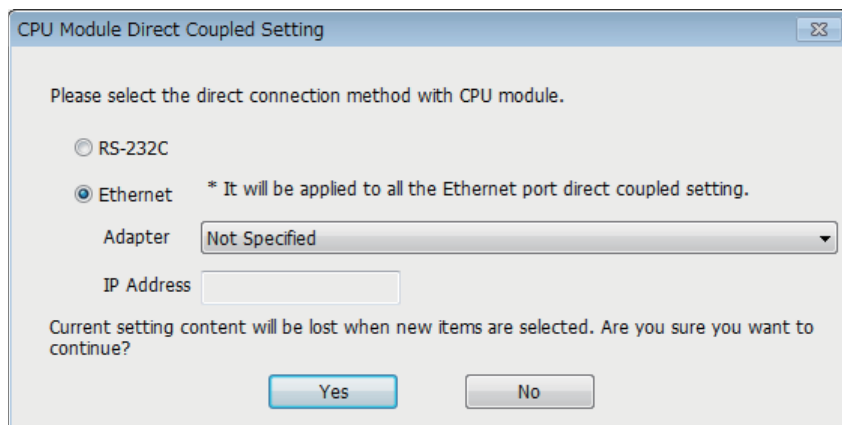 CPU Module Direct Coupled Setting
Please select the direct connection method with CPU module.
RS-232C
Ethernet * It will be applied to all the Ethernet port direct coupled setting.
Adapter Not Specified
IP Address
Current setting content will be lost when new items are selected. Are you sure you want to
continue?
Yes No